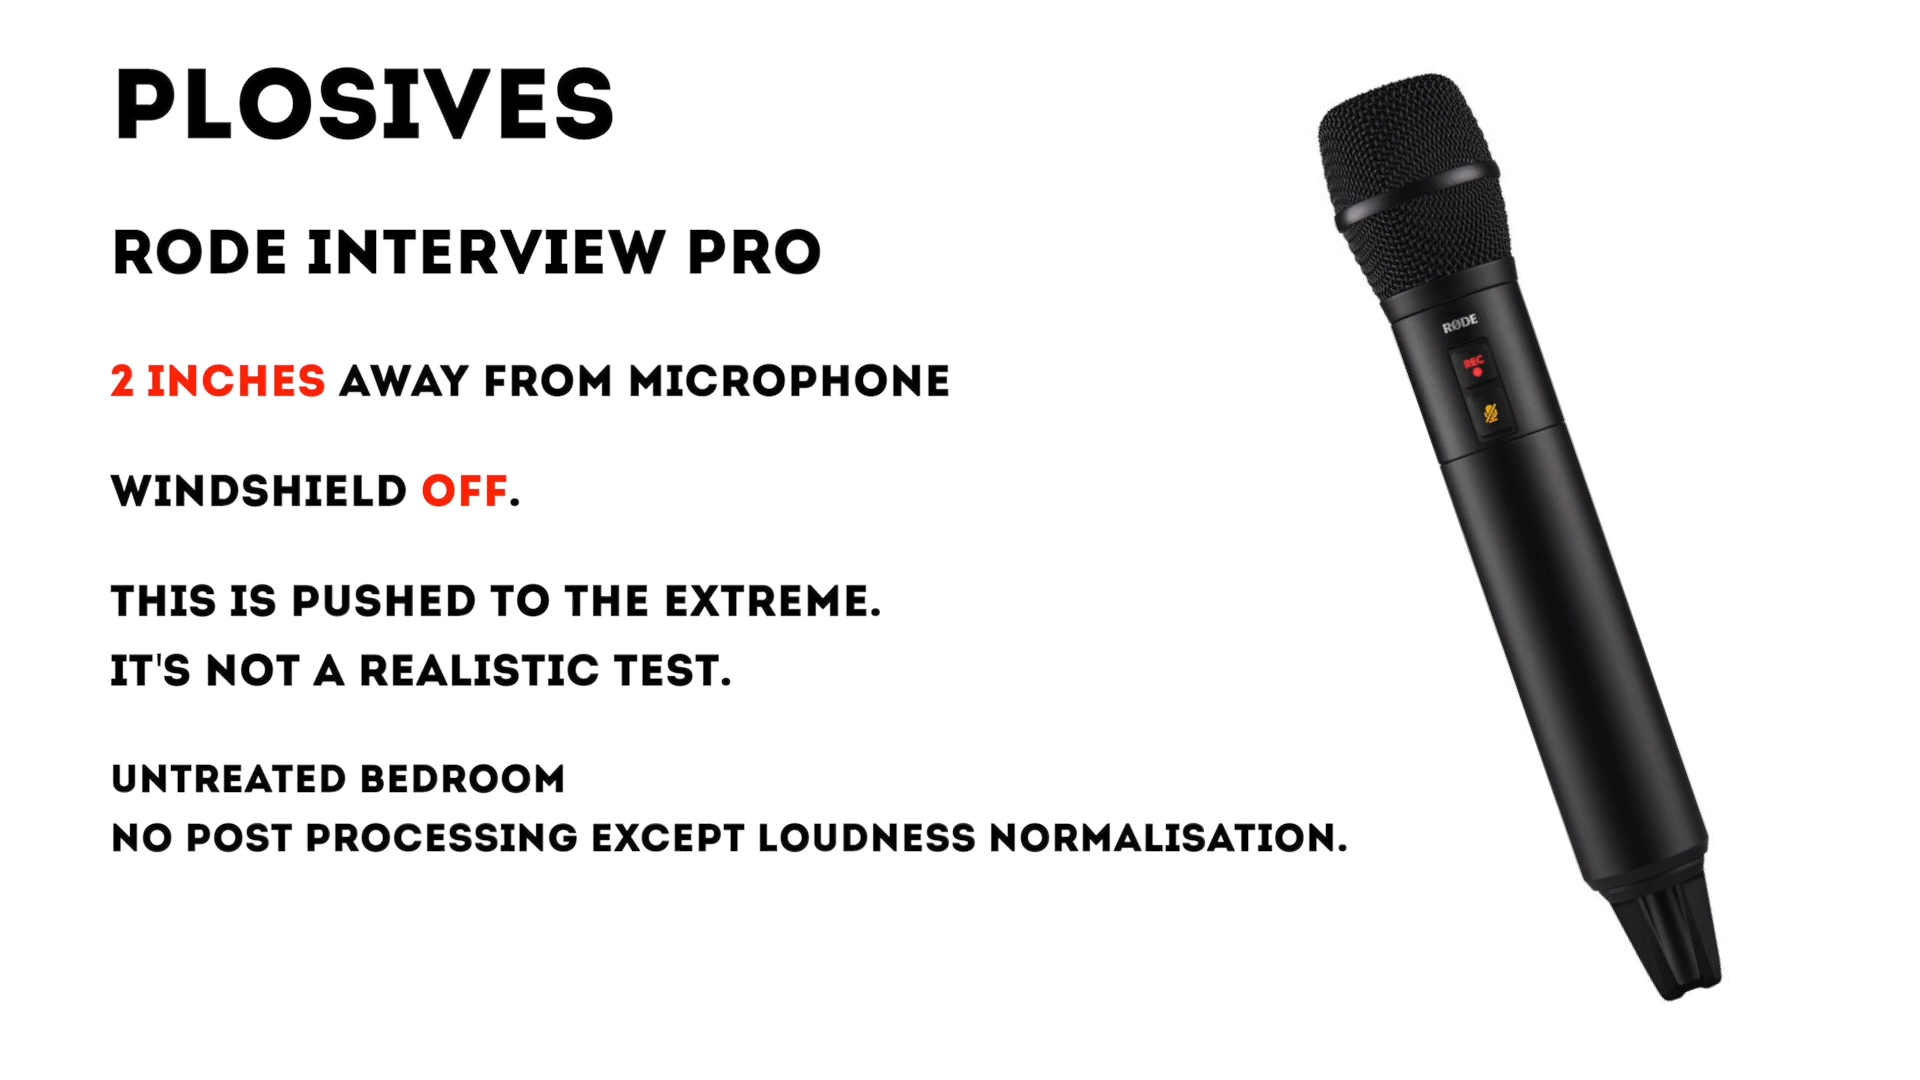 PLOSIVES
RODE INTERVIEW PRO
2 INCHES AWAY FROM MICROPHONE
WINDSHIELD OFF.
THIS IS PUSHED TO THE EXTREME.
IT'S NOT A REALISTIC TEST.
UNTREATED BEDROOM
NO POST PROCESSING EXCEPT LOUDNESS NORMALISATION.
RØDE
REC